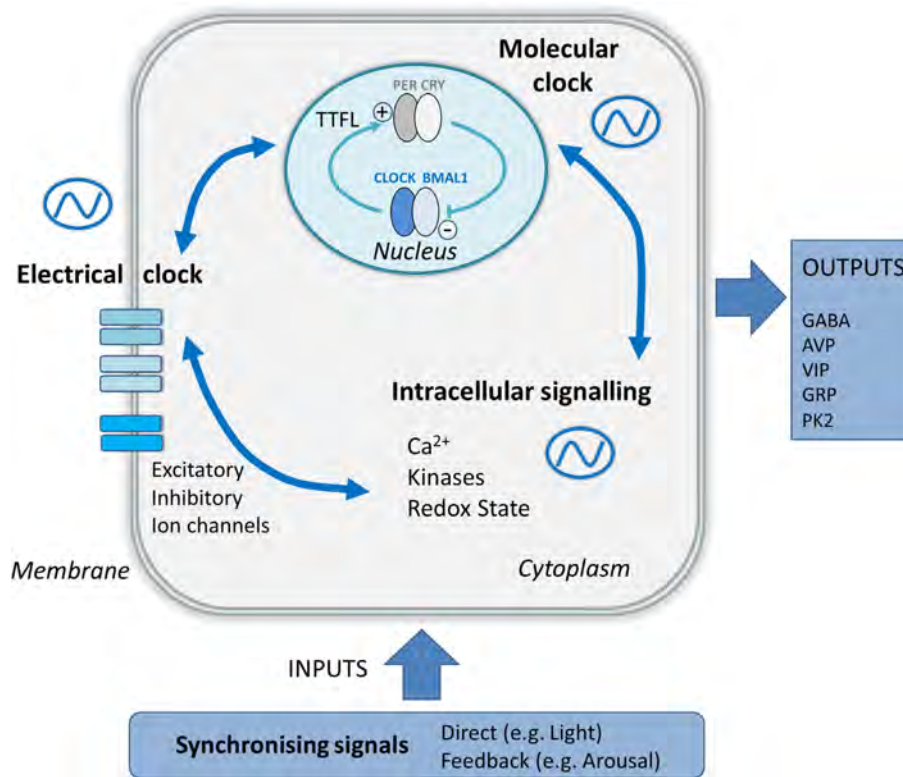 Molecular
clock
PER CRY
+
TTFL
CLOCK BMAL1
-
Nucleus
Electrical clock
OUTPUTS
GABA
AVP
VIP
GRP
PK2
Intracellular signalling
Ca²⁺
Kinases
Redox State
Excitatory
Inhibitory
Ion channels
Membrane
Cytoplasm
INPUTS
Synchronising signals
Direct (e.g. Light)
Feedback (e.g. Arousal)